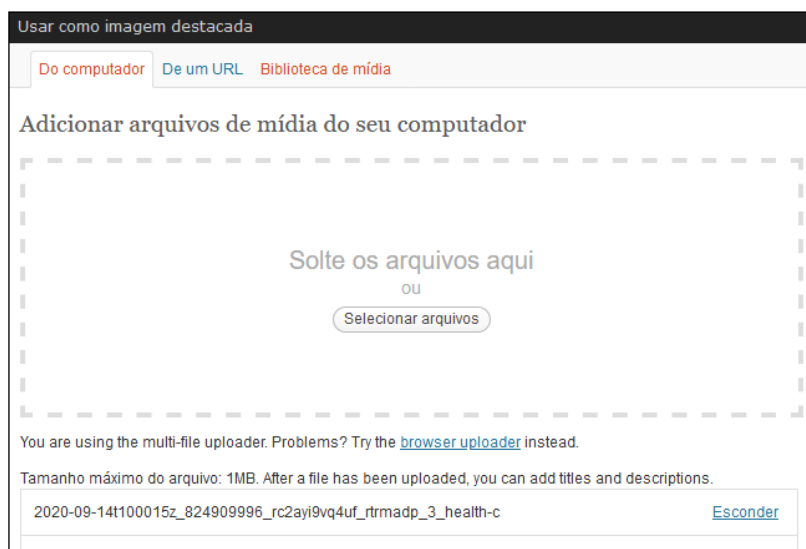 Usar como imagem destacada
Do computador De um URL Biblioteca de mídia
Adicionar arquivos de mídia do seu computador
Solte os arquivos aqui
ou
Selecionar arquivos
You are using the multi-file uploader. Problems? Try the browser uploader instead.
Tamanho máximo do arquivo: 1MB. After a file has been uploaded, you can add titles and descriptions.
2020-09-14t100015z_824909996_rc2ayi9vq4uf_rtrmadp_3_health-c Esconder